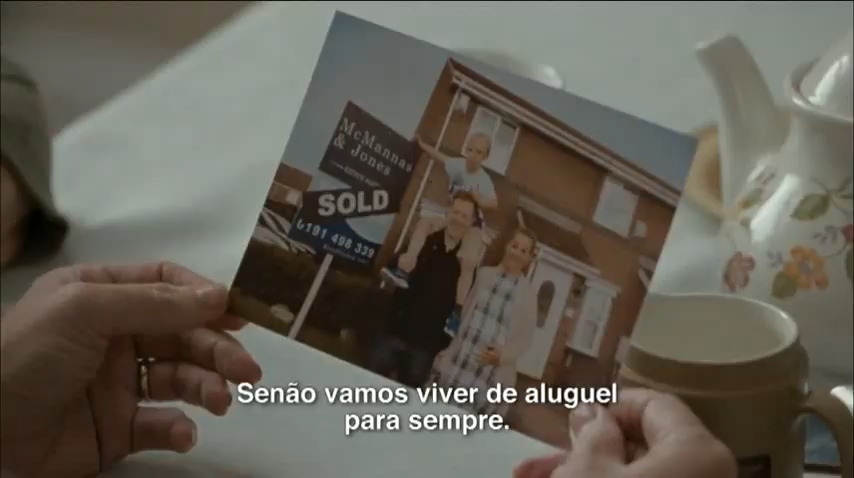 McMannas
& Jones
SOLD
0191 498 339
Senão vamos viver de aluguel
para sempre.